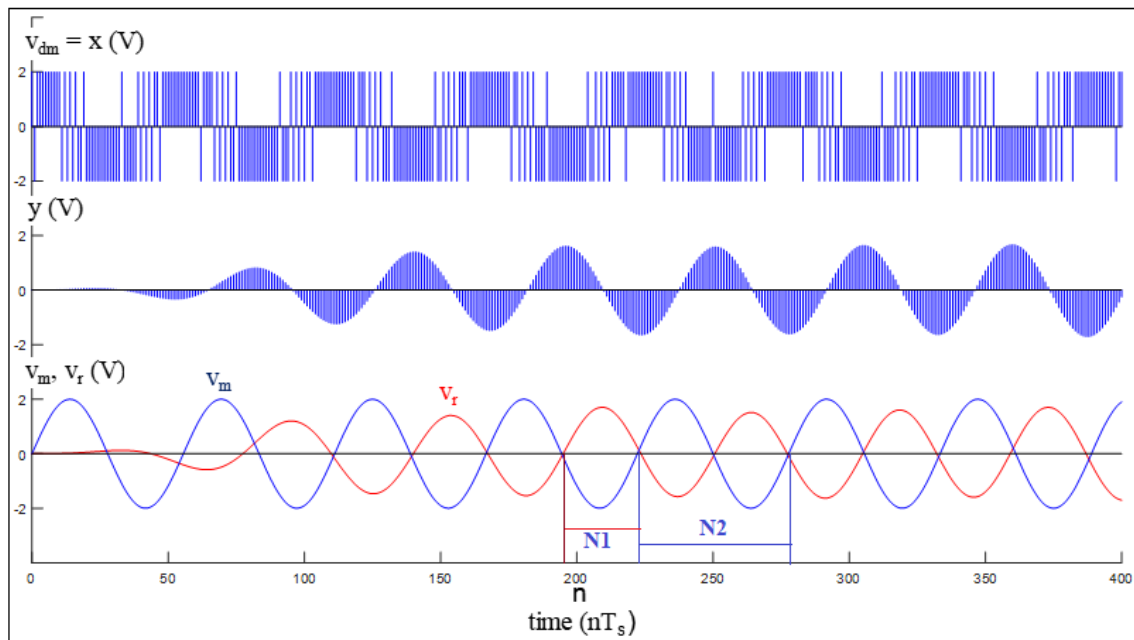 v_dm = x (V)
2
0
-2
y (V)
2
0
-2
v_m, v_r (V)
v_m
v_r
2
0
-2
N1
N2
0 50 100 150 200 250 300 350 400
n
time (nT_s)